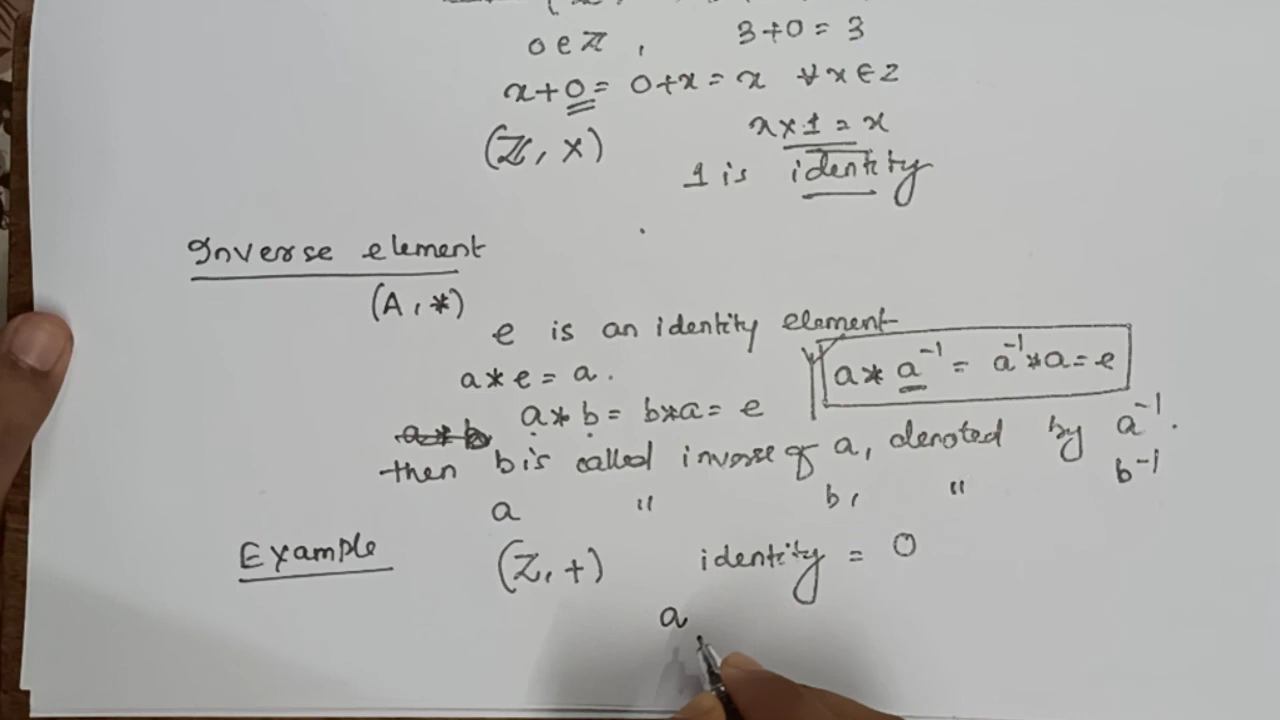 0 ∈ ℤ , 3+0 = 3
x+0 = 0+x = x ∀x∈Z
(ℤ, ×) x×1 = x
1 is identity
Inverse element
(A, *)
e is an identity element
a*e = a. a* a⁻¹ = a⁻¹*a = e
a*b = b*a = e
then b is called inverse of a, denoted by a⁻¹.
a " b, " b⁻¹
Example (Z, +) identity = 0
a